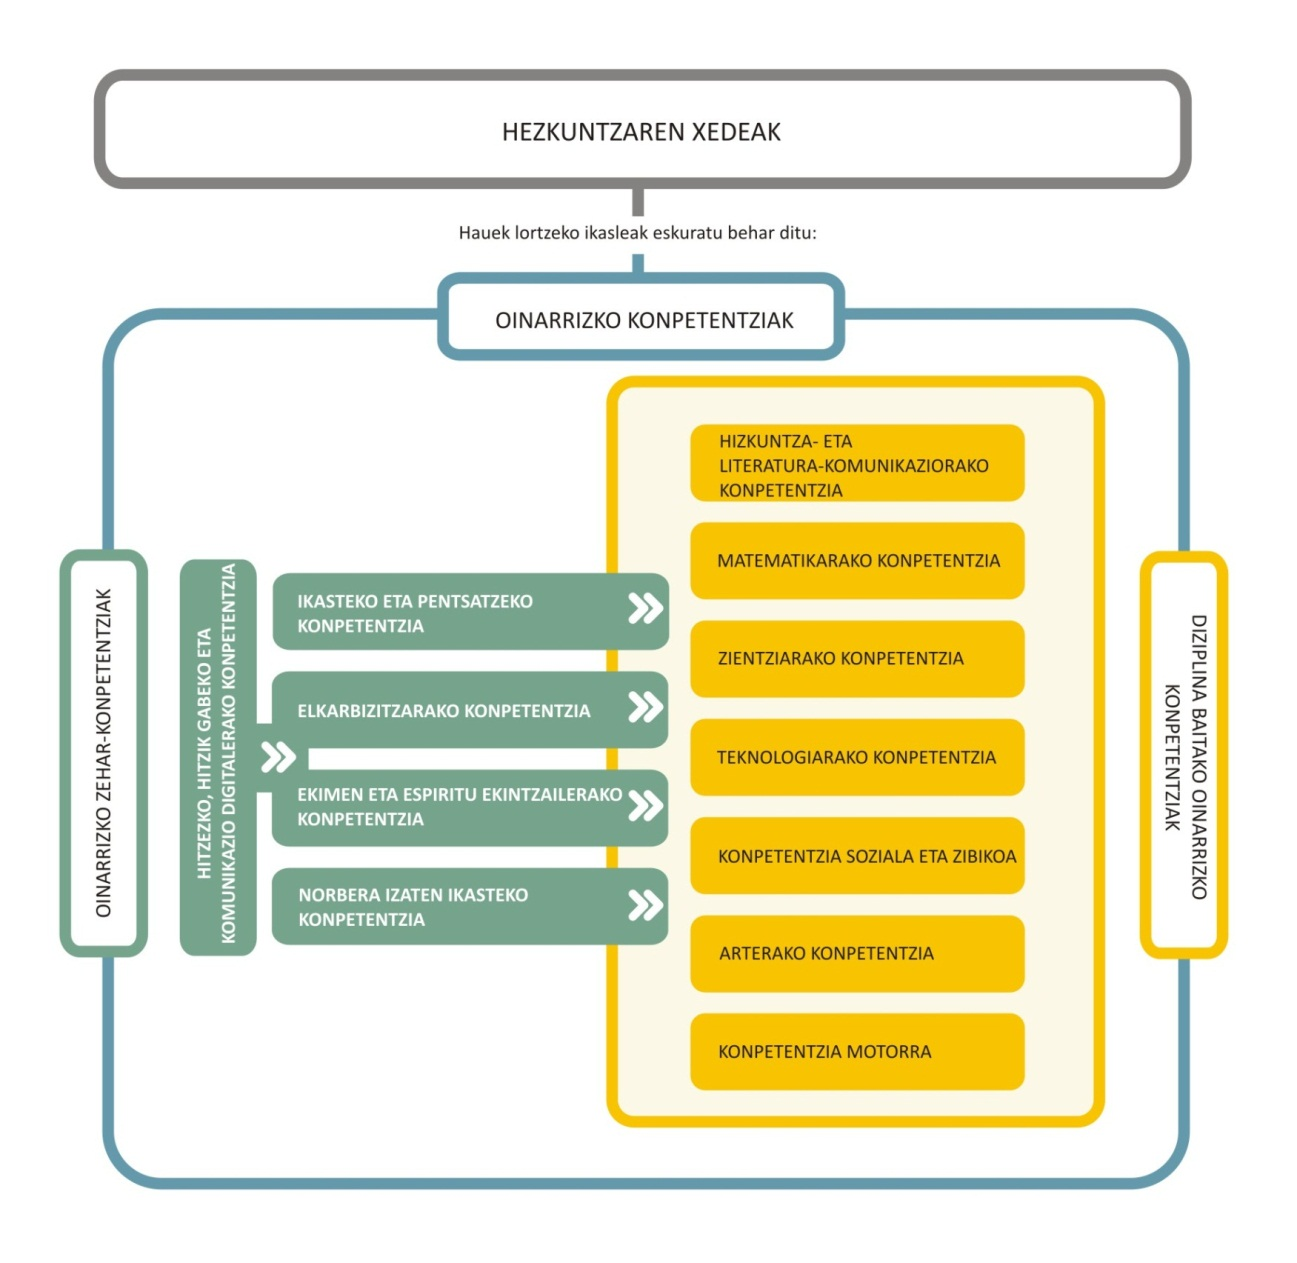 HEZKUNTZAREN XEDEAK
Hauek lortzeko ikasleak eskuratu behar ditu:
OINARRIZKO KONPETENTZIAK
OINARRIZKO ZEHAR-KONPETENTZIAK
HITZEZKO, HITZIK GABEKO ETA
KOMUNIKAZIO DIGITALERAKO KONPETENTZIA
IKASTEKO ETA PENTSATZEKO
KONPETENTZIA
ELKARBIZITZARAKO KONPETENTZIA
EKIMEN ETA ESPIRITU EKINTZAILERAKO
KONPETENTZIA
NORBERA IZATEN IKASTEKO
KONPETENTZIA
HIZKUNTZA- ETA
LITERATURA-KOMUNIKAZIORAKO
KONPETENTZIA
MATEMATIKARAKO KONPETENTZIA
ZIENTZIARAKO KONPETENTZIA
TEKNOLOGIARAKO KONPETENTZIA
KONPETENTZIA SOZIALA ETA ZIBIKOA
ARTERAKO KONPETENTZIA
KONPETENTZIA MOTORRA
DIZIPLINA BAITAKO OINARRIZKO
KONPETENTZIAK